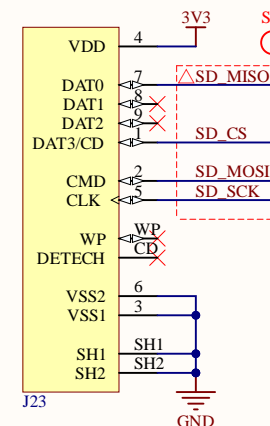 3V3
S
VDD 4
DAT0 7 SD_MISO
DAT1 8
DAT2 9
DAT3/CD 1 SD_CS
CMD 2 SD_MOSI
CLK 5 SD_SCK
WP WP
DETECH CD
VSS2 6
VSS1 3
SH1 SH1
SH2 SH2
J23
GND